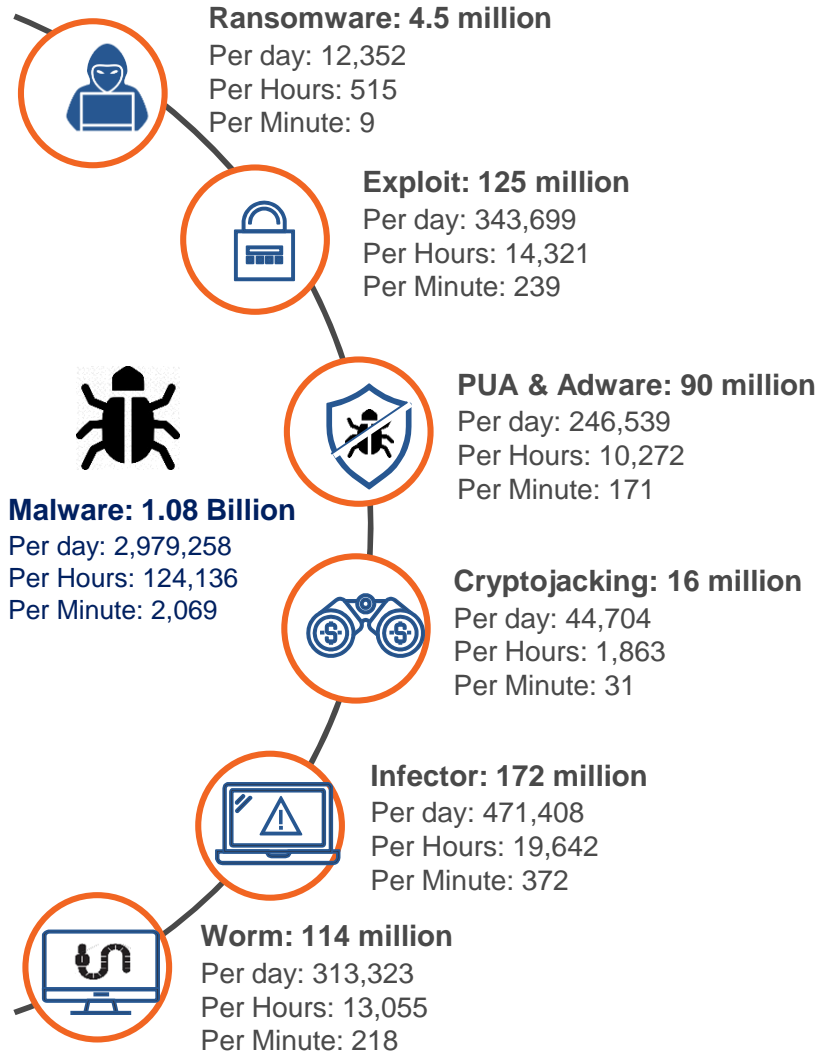 Ransomware: 4.5 million
Per day: 12,352
Per Hours: 515
Per Minute: 9
Exploit: 125 million
Per day: 343,699
Per Hours: 14,321
Per Minute: 239
PUA & Adware: 90 million
Per day: 246,539
Per Hours: 10,272
Per Minute: 171
Malware: 1.08 Billion
Per day: 2,979,258
Per Hours: 124,136
Per Minute: 2,069
Cryptojacking: 16 million
Per day: 44,704
Per Hours: 1,863
Per Minute: 31
Infector: 172 million
Per day: 471,408
Per Hours: 19,642
Per Minute: 372
Worm: 114 million
Per day: 313,323
Per Hours: 13,055
Per Minute: 218